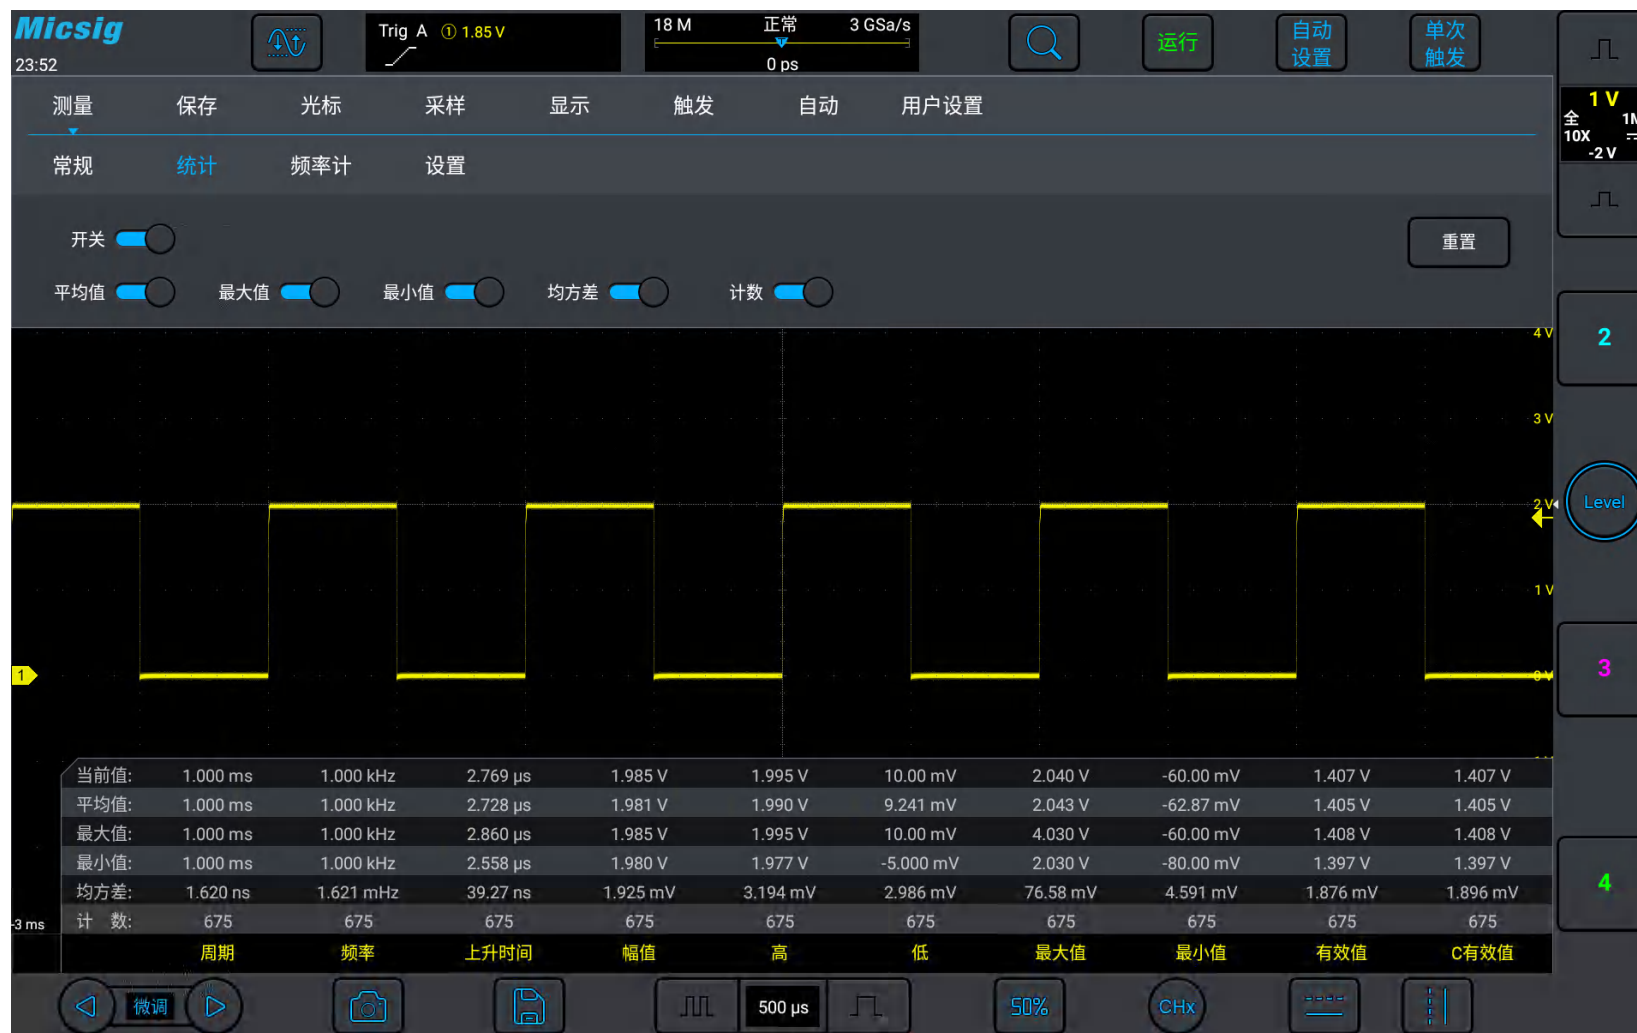 Micsig
23:52
Trig A ① 1.85 V
18 M 正常 3 GSa/s
T
0 ps
运行
自动
设置
单次
触发
测量 保存 光标 采样 显示 触发 自动 用户设置
常规 统计 频率计 设置
开关
重置
平均值 最大值 最小值 均方差 计数
1 V
全 1M
10X
-2 V
2
Level
3
4
4 V
3 V
2 V
1 V
0 V
1
-3 ms
当前值: 1.000 ms 1.000 kHz 2.769 μs 1.985 V 1.995 V 10.00 mV 2.040 V -60.00 mV 1.407 V 1.407 V
平均值: 1.000 ms 1.000 kHz 2.728 μs 1.981 V 1.990 V 9.241 mV 2.043 V -62.87 mV 1.405 V 1.405 V
最大值: 1.000 ms 1.000 kHz 2.860 μs 1.985 V 1.995 V 10.00 mV 4.030 V -60.00 mV 1.408 V 1.408 V
最小值: 1.000 ms 1.000 kHz 2.558 μs 1.980 V 1.977 V -5.000 mV 2.030 V -80.00 mV 1.397 V 1.397 V
均方差: 1.620 ns 1.621 mHz 39.27 ns 1.925 mV 3.194 mV 2.986 mV 76.58 mV 4.591 mV 1.876 mV 1.896 mV
计 数: 675 675 675 675 675 675 675 675 675 675
周期 频率 上升时间 幅值 高 低 最大值 最小值 有效值 C有效值
微调
500 μs
50%
CHx